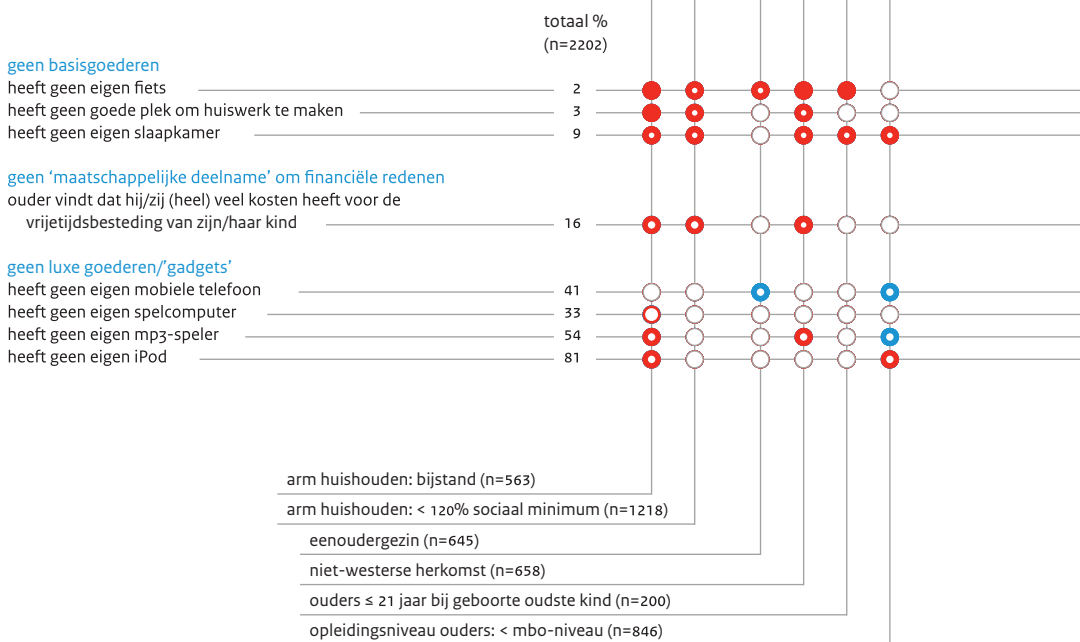 totaal %
(n=2202)
geen basisgoederen
heeft geen eigen fiets 2
heeft geen goede plek om huiswerk te maken 3
heeft geen eigen slaapkamer 9
geen ‘maatschappelijke deelname’ om financiële redenen
ouder vindt dat hij/zij (heel) veel kosten heeft voor de
vrijetijdsbesteding van zijn/haar kind 16
geen luxe goederen/’gadgets’
heeft geen eigen mobiele telefoon 41
heeft geen eigen spelcomputer 33
heeft geen eigen mp3-speler 54
heeft geen eigen iPod 81
arm huishouden: bijstand (n=563)
arm huishouden: < 120% sociaal minimum (n=1218)
eenoudergezin (n=645)
niet-westerse herkomst (n=658)
ouders ≤ 21 jaar bij geboorte oudste kind (n=200)
opleidingsniveau ouders: < mbo-niveau (n=846)